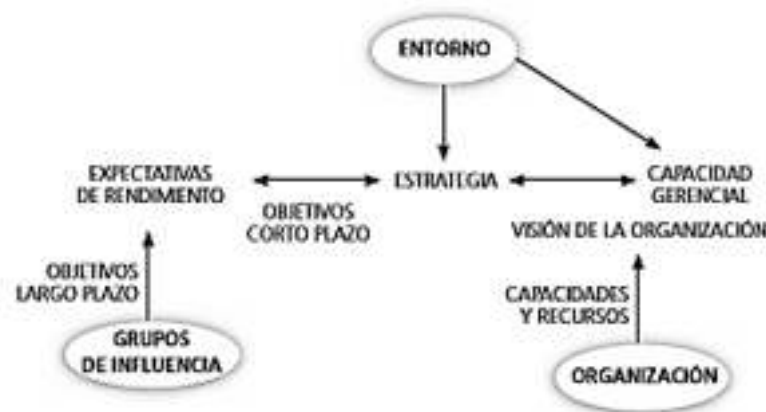 ENTORNO
EXPECTATIVAS
DE RENDIMIENTO
ESTRATEGIA
CAPACIDAD
GERENCIAL
OBJETIVOS
CORTO PLAZO
VISIÓN DE LA ORGANIZACIÓN
OBJETIVOS
LARGO PLAZO
CAPACIDADES
Y RECURSOS
GRUPOS
DE INFLUENCIA
ORGANIZACIÓN